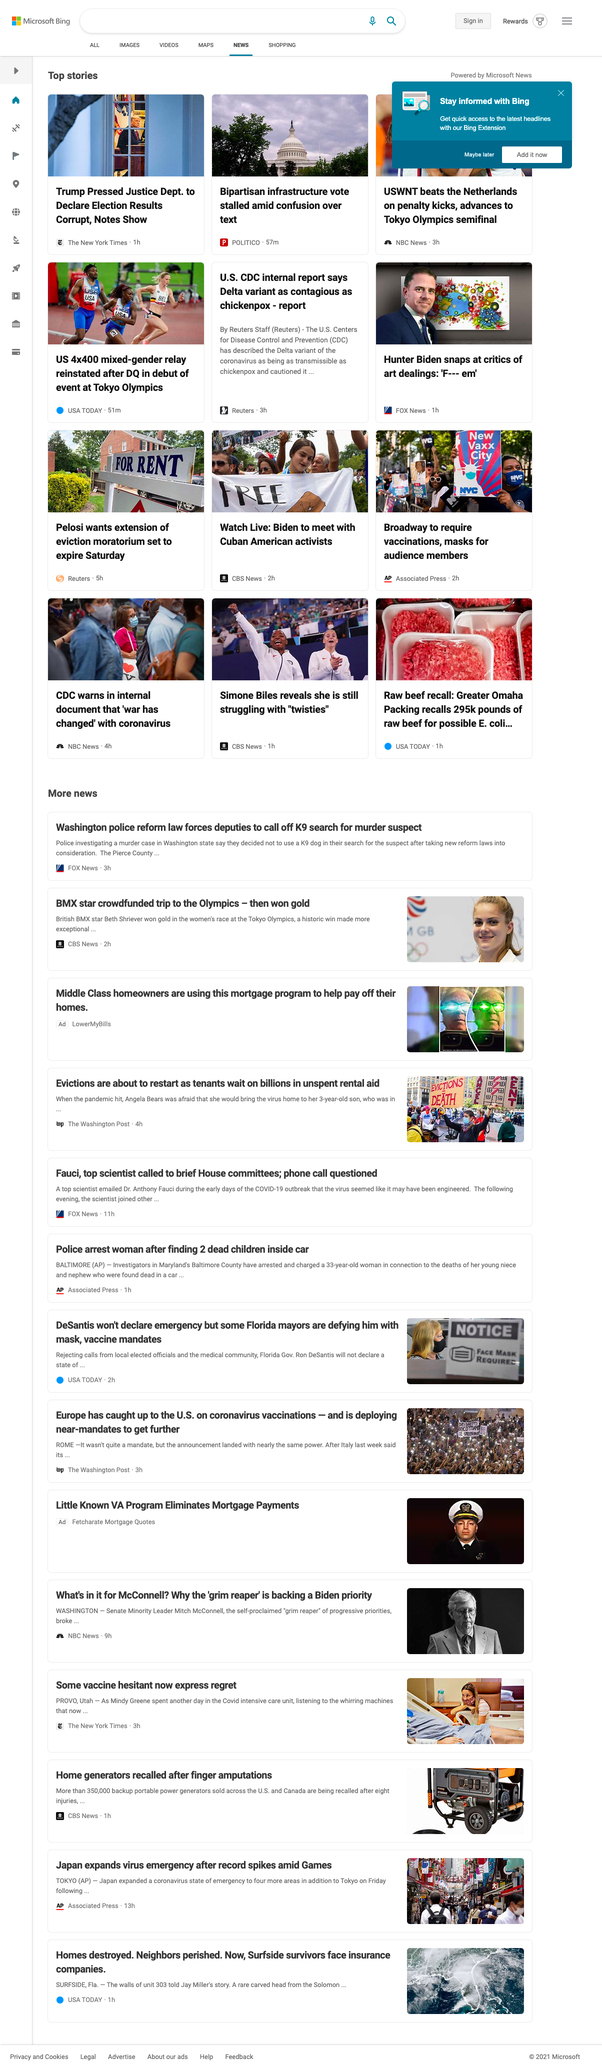 Microsoft Bing
Sign in
Rewards
ALL
IMAGES
VIDEOS
MAPS
NEWS
SHOPPING
Top stories
Powered by Microsoft News
Stay informed with Bing
Get quick access to the latest headlines
with our Bing Extension
Maybe later
Add it now
Trump Pressed Justice Dept. to
Declare Election Results
Corrupt, Notes Show
The New York Times · 1h
Bipartisan infrastructure vote
stalled amid confusion over
text
POLITICO · 57m
USWNT beats the Netherlands
on penalty kicks, advances to
Tokyo Olympics semifinal
NBC News · 3h
USA
USA
US 4x400 mixed-gender relay
reinstated after DQ in debut of
event at Tokyo Olympics
USA TODAY · 51m
U.S. CDC internal report says
Delta variant as contagious as
chickenpox - report
By Reuters Staff (Reuters) - The U.S. Centers
for Disease Control and Prevention (CDC)
has described the Delta variant of the
coronavirus as being as transmissible as
chickenpox and cautioned it ...
Reuters · 3h
Hunter Biden snaps at critics of
art dealings: 'F--- em'
FOX News · 1h
FOR RENT
Pelosi wants extension of
eviction moratorium set to
expire Saturday
Reuters · 5h
FREE
Watch Live: Biden to meet with
Cuban American activists
CBS News · 2h
New
Vaxx
City
NYC
NYC
Broadway to require
vaccinations, masks for
audience members
AP Associated Press · 2h
CDC warns in internal
document that 'war has
changed' with coronavirus
NBC News · 4h
Simone Biles reveals she is still
struggling with "twisties"
CBS News · 1h
Raw beef recall: Greater Omaha
Packing recalls 295k pounds of
raw beef for possible E. coli...
USA TODAY · 1h
More news
Washington police reform law forces deputies to call off K9 search for murder suspect
Police investigating a murder case in Washington state say they decided not to use a K9 dog in their search for the suspect after taking new reform laws into
consideration. The Pierce County ...
FOX News · 3h
BMX star crowdfunded trip to the Olympics – then won gold
British BMX star Beth Shriever won gold in the women's race at the Tokyo Olympics, a historic win made more
exceptional ...
CBS News · 2h
M GB
Middle Class homeowners are using this mortgage program to help pay off their
homes.
Ad LowerMyBills
Evictions are about to restart as tenants wait on billions in unspent rental aid
When the pandemic hit, Angela Bears was afraid that she would bring the virus home to her 3-year-old son, who was in
...
wp The Washington Post · 4h
EVICTIONS
DEATH
Fauci, top scientist called to brief House committees; phone call questioned
A top scientist emailed Dr. Anthony Fauci during the early days of the COVID-19 outbreak that the virus seemed like it may have been engineered. The following
evening, the scientist joined other ...
FOX News · 11h
Police arrest woman after finding 2 dead children inside car
BALTIMORE (AP) — Investigators in Maryland's Baltimore County have arrested and charged a 33-year-old woman in connection to the deaths of her young niece
and nephew who were found dead in a car ...
AP Associated Press · 1h
DeSantis won't declare emergency but some Florida mayors are defying him with
mask, vaccine mandates
Rejecting calls from local elected officials and the medical community, Florida Gov. Ron DeSantis will not declare a
state of ...
USA TODAY · 2h
NOTICE
FACE MASK
REQUIRED
Europe has caught up to the U.S. on coronavirus vaccinations — and is deploying
near-mandates to get further
ROME —It wasn't quite a mandate, but the announcement landed with nearly the same power. After Italy last week said
its ...
wp The Washington Post · 3h
Little Known VA Program Eliminates Mortgage Payments
Ad Fetcharate Mortgage Quotes
What's in it for McConnell? Why the 'grim reaper' is backing a Biden priority
WASHINGTON — Senate Minority Leader Mitch McConnell, the self-proclaimed "grim reaper" of progressive priorities,
broke ...
NBC News · 9h
Some vaccine hesitant now express regret
PROVO, Utah — As Mindy Greene spent another day in the Covid intensive care unit, listening to the whirring machines
that now ...
The New York Times · 3h
Home generators recalled after finger amputations
More than 350,000 backup portable power generators sold across the U.S. and Canada are being recalled after eight
injuries, ...
CBS News · 1h
Japan expands virus emergency after record spikes amid Games
TOKYO (AP) — Japan expanded a coronavirus state of emergency to four more areas in addition to Tokyo on Friday
following ...
AP Associated Press · 13h
Homes destroyed. Neighbors perished. Now, Surfside survivors face insurance
companies.
SURFSIDE, Fla. — The walls of unit 303 told Jay Miller's story. A rare carved head from the Solomon ...
USA TODAY · 1h
Privacy and Cookies
Legal
Advertise
About our ads
Help
Feedback
© 2021 Microsoft